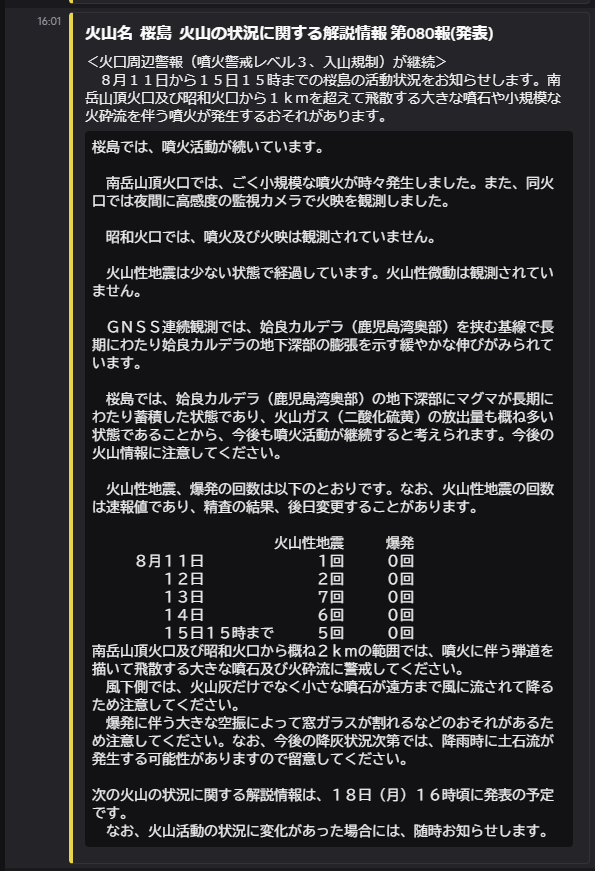 16:01
火山名 桜島 火山の状況に関する解説情報 第080報(発表)
＜火口周辺警報（噴火警戒レベル３、入山規制）が継続＞
　８月１１日から１５日１５時までの桜島の活動状況をお知らせします。南
岳山頂火口及び昭和火口から１ｋｍを超えて飛散する大きな噴石や小規模な
火砕流を伴う噴火が発生するおそれがあります。
桜島では、噴火活動が続いています。
　南岳山頂火口では、ごく小規模な噴火が時々発生しました。また、同火
口では夜間に高感度の監視カメラで火映を観測しました。
　昭和火口では、噴火及び火映は観測されていません。
　火山性地震は少ない状態で経過しています。火山性微動は観測されてい
ません。
　ＧＮＳＳ連続観測では、姶良カルデラ（鹿児島湾奥部）を挟む基線で長
期にわたり姶良カルデラの地下深部の膨張を示す緩やかな伸びがみられて
います。
　桜島では、姶良カルデラ（鹿児島湾奥部）の地下深部にマグマが長期に
わたり蓄積した状態であり、火山ガス（二酸化硫黄）の放出量も概ね多い
状態であることから、今後も噴火活動が継続すると考えられます。今後の
火山情報に注意してください。
　火山性地震、爆発の回数は以下のとおりです。なお、火山性地震の回数
は速報値であり、精査の結果、後日変更することがあります。
火山性地震　　　爆発
８月１１日　　　　　　　　１回　　　０回
１２日　　　　　　　　２回　　　０回
１３日　　　　　　　　７回　　　０回
１４日　　　　　　　　６回　　　０回
１５日１５時まで　　　５回　　　０回
南岳山頂火口及び昭和火口から概ね２ｋｍの範囲では、噴火に伴う弾道を
描いて飛散する大きな噴石及び火砕流に警戒してください。
　風下側では、火山灰だけでなく小さな噴石が遠方まで風に流されて降る
ため注意してください。
　爆発に伴う大きな空振によって窓ガラスが割れるなどのおそれがあるた
め注意してください。なお、今後の降灰状況次第では、降雨時に土石流が
発生する可能性がありますので留意してください。
次の火山の状況に関する解説情報は、１８日（月）１６時頃に発表の予定
です。
　なお、火山活動の状況に変化があった場合には、随時お知らせします。